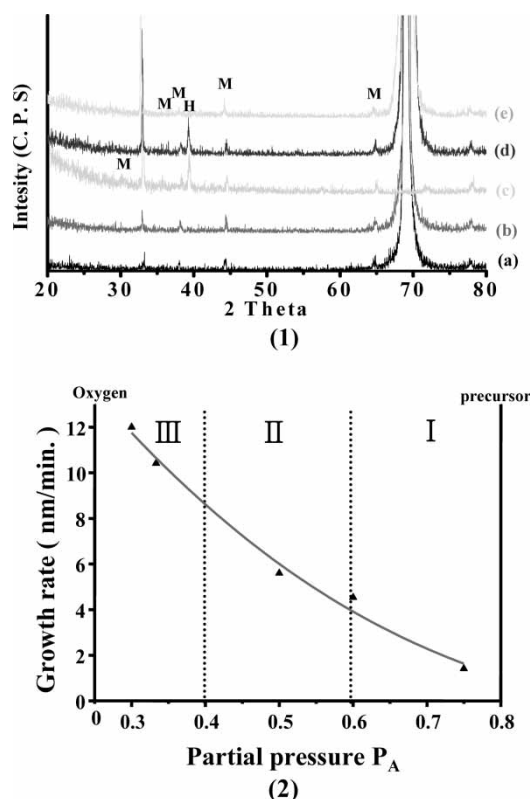 Intesity (C. P. S)
M
M
M
H
M
M
(e)
(d)
(c)
(b)
(a)
20 30 40 50 60 70 80
2 Theta
(1)
Oxygen precursor
Growth rate ( nm/min. )
12
10
8
6
4
2
0
III II I
0 0.3 0.4 0.5 0.6 0.7 0.8
Partial pressure P_A
(2)